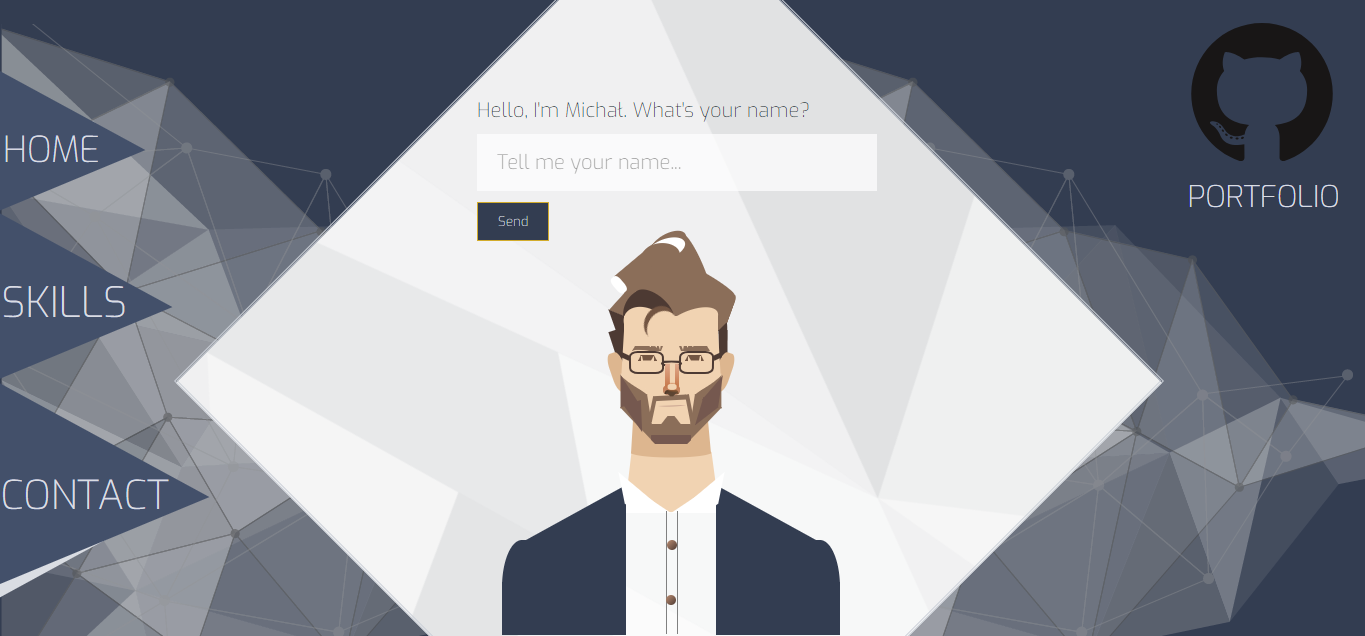 Hello, I'm Michał. What's your name?
Tell me your name...
Send
HOME
SKILLS
CONTACT
PORTFOLIO